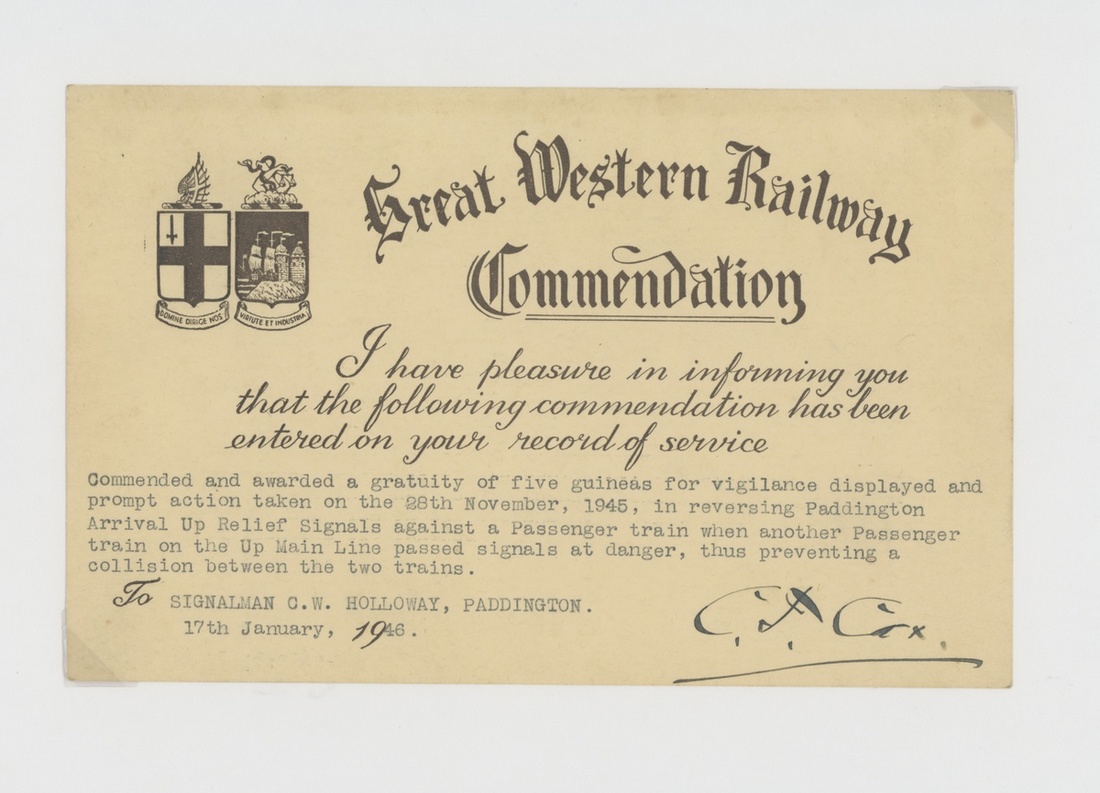 Great Western Railway
Commendation
DOMINE DIRIGE NOS
VIRTUTE ET INDUSTRIA
I have pleasure in informing you
that the following commendation has been
entered on your record of service
Commended and awarded a gratuity of five guineas for vigilance displayed and
prompt action taken on the 28th November, 1945, in reversing Paddington
Arrival Up Relief Signals against a Passenger train when another Passenger
train on the Up Main Line passed signals at danger, thus preventing a
collision between the two trains.
To SIGNALMAN C.W. HOLLOWAY, PADDINGTON.
17th January, 1946.